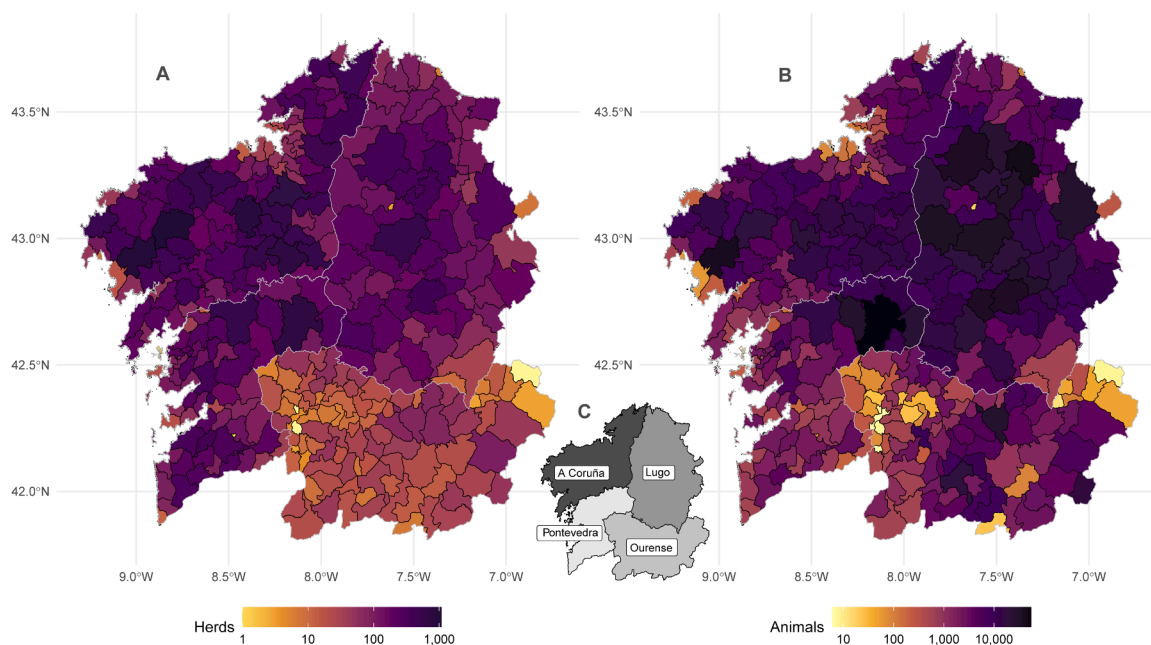 A
B
43.5°N
43.0°N
42.5°N
42.0°N
43.5°N
43.0°N
42.5°N
42.0°N
C
A Coruña
Lugo
Pontevedra
Ourense
9.0°W 8.5°W 8.0°W 7.5°W 7.0°W
9.0°W 8.5°W 8.0°W 7.5°W 7.0°W
Herds
1 10 100 1,000
Animals
10 100 1,000 10,000